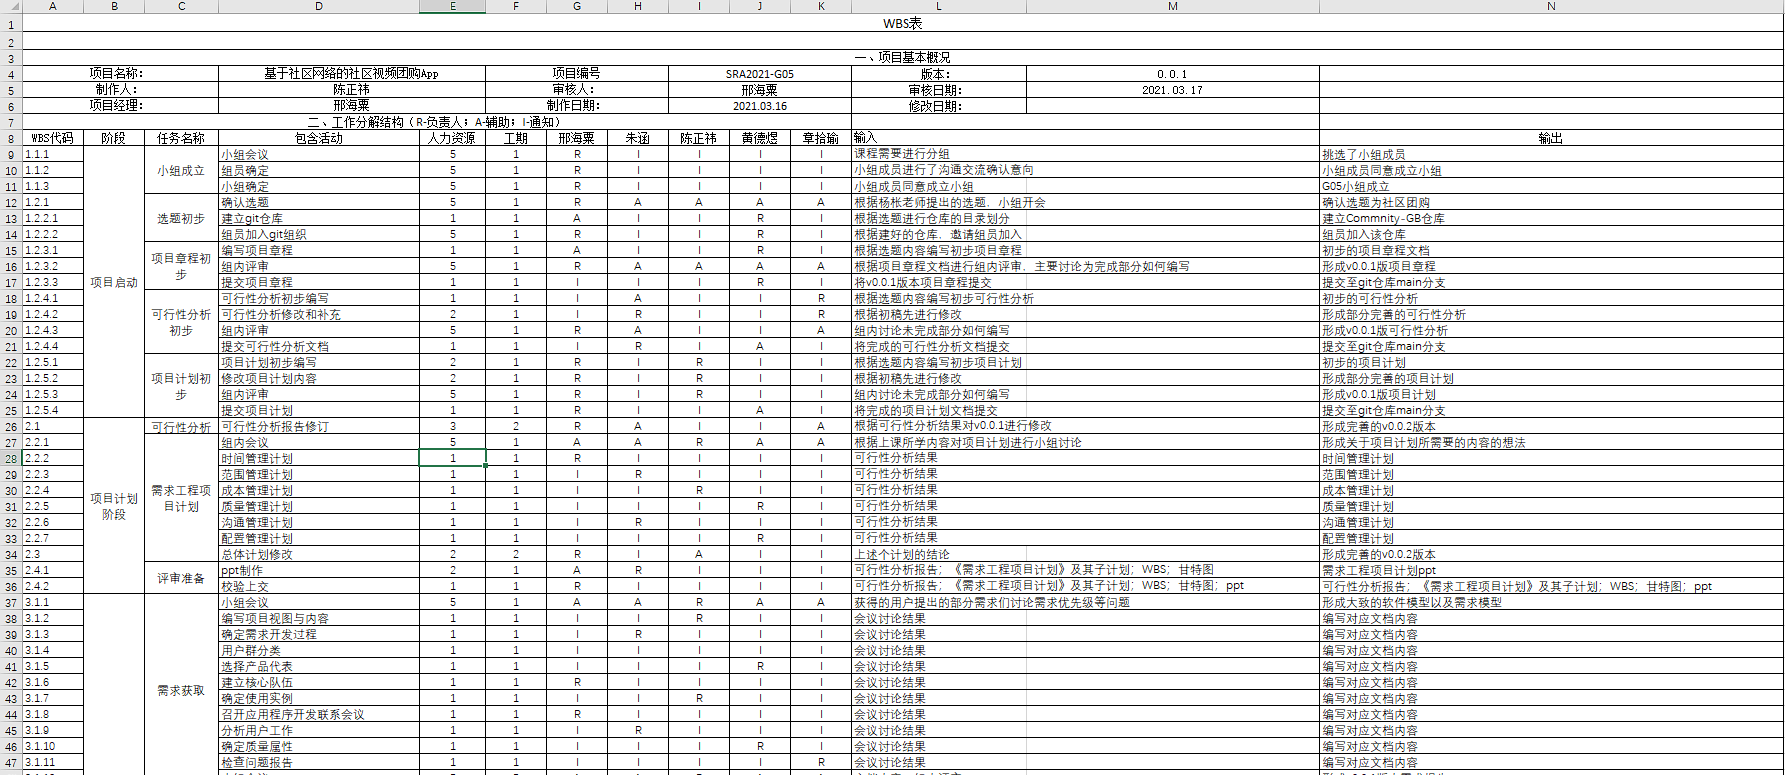 A B C D E F G H I J K L M N
1 WBS表
2
3 一、项目基本概况
4 项目名称: 基于社区网络的社区视频团购App 项目编号 SRA2021-G05 版本: 0.0.1
5 制作人: 陈正祎 审核人: 邢海粟 审核日期: 2021.03.17
6 项目经理: 邢海粟 制作日期: 2021.03.16 修改日期:
7 二、工作分解结构（R-负责人；A-辅助；I-通知）
8 WBS代码 阶段 任务名称 包含活动 人力资源 工期 邢海粟 朱涵 陈正祎 黄德煜 章拾瑜 输入 输出
9 1.1.1 小组会议 5 1 R I I I I 课程需要进行分组 挑选了小组成员
10 1.1.2 小组成立 组员确定 5 1 R I I I I 小组成员进行了沟通交流确认意向 小组成员同意成立小组
11 1.1.3 小组确定 5 1 R I I I I 小组成员同意成立小组 G05小组成立
12 1.2.1 确认选题 5 1 R A A A A 根据杨枨老师提出的选题，小组开会 确认选题为社区团购
13 1.2.2.1 选题初步 建立git仓库 1 1 A I I R I 根据选题进行仓库的目录划分 建立Commnity-GB仓库
14 1.2.2.2 组员加入git组织 5 1 R I I R I 根据建好的仓库，邀请组员加入 组员加入该仓库
15 1.2.3.1 编写项目章程 1 1 A I I R I 根据选题内容编写初步项目章程 初步的项目章程文档
16 1.2.3.2 项目章程初步 组内评审 5 1 R A A A A 根据项目章程文档进行组内评审，主要讨论为完成部分如何编写 形成v0.0.1版项目章程
17 1.2.3.3 项目启动 提交项目章程 1 1 I I I R I 将v0.0.1版本项目章程提交 提交至git仓库main分支
18 1.2.4.1 可行性分析初步编写 1 1 I A I I R 根据选题内容编写初步可行性分析 初步的可行性分析
19 1.2.4.2 可行性分析初步 可行性分析修改和补充 2 1 I R I I R 根据初稿先进行修改 形成部分完善的可行性分析
20 1.2.4.3 组内评审 5 1 R A I I A 组内讨论未完成部分如何编写 形成v0.0.1版可行性分析
21 1.2.4.4 提交可行性分析文档 1 1 I R I A I 将完成的可行性分析文档提交 提交至git仓库main分支
22 1.2.5.1 项目计划初步编写 2 1 R I R I I 根据选题内容编写初步项目计划 初步的项目计划
23 1.2.5.2 项目计划初步 修改项目计划内容 2 1 R I R I I 根据初稿先进行修改 形成部分完善的项目计划
24 1.2.5.3 组内评审 5 1 R I R I I 组内讨论未完成部分如何编写 形成v0.0.1版项目计划
25 1.2.5.4 提交项目计划 1 1 R I I A I 将完成的项目计划文档提交 提交至git仓库main分支
26 2.1 可行性分析 可行性分析报告修订 3 2 R A I I A 根据可行性分析结果对v0.0.1进行修改 形成完善的v0.0.2版本
27 2.2.1 组内会议 5 1 A A R A A 根据上课所学内容对项目计划进行小组讨论 形成关于项目计划所需要的内容的想法
28 2.2.2 时间管理计划 1 1 R I I I I 可行性分析结果 时间管理计划
29 2.2.3 范围管理计划 1 1 I R I I I 可行性分析结果 范围管理计划
30 2.2.4 需求工程项目计划 成本管理计划 1 1 I I R I I 可行性分析结果 成本管理计划
31 2.2.5 项目计划阶段 质量管理计划 1 1 I I I R I 可行性分析结果 质量管理计划
32 2.2.6 沟通管理计划 1 1 I R I I I 可行性分析结果 沟通管理计划
33 2.2.7 配置管理计划 1 1 I I I R I 可行性分析结果 配置管理计划
34 2.3 总体计划修改 2 2 R I A I I 上述个计划的结论 形成完善的v0.0.2版本
35 2.4.1 评审准备 ppt制作 2 1 A R I I I 可行性分析报告；《需求工程项目计划》及其子计划；WBS；甘特图 需求工程项目计划ppt
36 2.4.2 校验上交 1 1 R I I I I 可行性分析报告；《需求工程项目计划》及其子计划；WBS；甘特图；ppt 可行性分析报告；《需求工程项目计划》及其子计划；WBS；甘特图；ppt
37 3.1.1 小组会议 5 1 A A R A A 获得的用户提出的部分需求们讨论需求优先级等问题 形成大致的软件模型以及需求模型
38 3.1.2 编写项目视图与内容 1 1 I I R I I 会议讨论结果 编写对应文档内容
39 3.1.3 确定需求开发过程 1 1 I R I I I 会议讨论结果 编写对应文档内容
40 3.1.4 用户群分类 1 1 I I I I I 会议讨论结果 编写对应文档内容
41 3.1.5 选择产品代表 1 1 I I I R I 会议讨论结果 编写对应文档内容
42 3.1.6 需求获取 建立核心队伍 1 1 R I I I I 会议讨论结果 编写对应文档内容
43 3.1.7 确定使用实例 1 1 I I R I I 会议讨论结果 编写对应文档内容
44 3.1.8 召开应用程序开发联系会议 1 1 R I I I I 会议讨论结果 编写对应文档内容
45 3.1.9 分析用户工作 1 1 I R I I I 会议讨论结果 编写对应文档内容
46 3.1.10 确定质量属性 1 1 I I I R I 会议讨论结果 编写对应文档内容
47 3.1.11 检查问题报告 1 1 I I I I R 会议讨论结果 编写对应文档内容